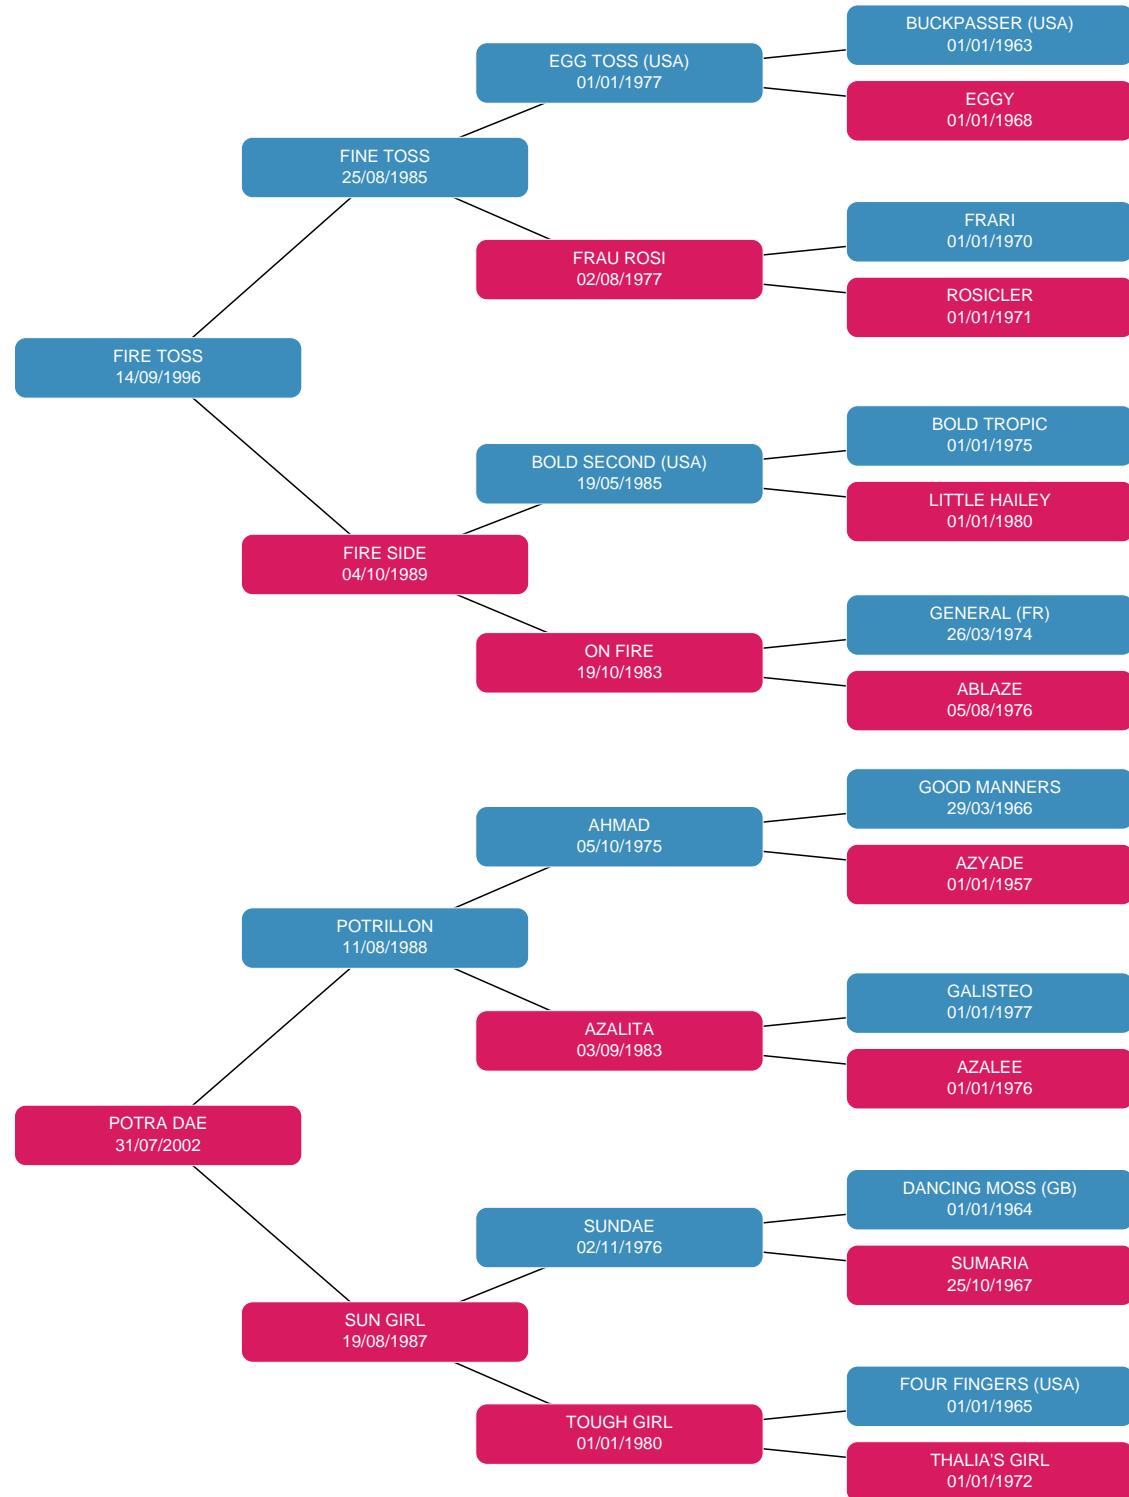 BUCKPASSER (USA)
01/01/1963
EGG TOSS (USA)
01/01/1977
EGGY
01/01/1968
FINE TOSS
25/08/1985
FRARI
01/01/1970
FRAU ROSI
02/08/1977
ROSICLER
01/01/1971
FIRE TOSS
14/09/1996
BOLD TROPIC
01/01/1975
BOLD SECOND (USA)
19/05/1985
LITTLE HAILEY
01/01/1980
FIRE SIDE
04/10/1989
GENERAL (FR)
26/03/1974
ON FIRE
19/10/1983
ABLAZE
05/08/1976
GOOD MANNERS
29/03/1966
AHMAD
05/10/1975
AZYADE
01/01/1957
POTRILLON
11/08/1988
GALISTEO
01/01/1977
AZALITA
03/09/1983
AZALEE
01/01/1976
POTRA DAE
31/07/2002
DANCING MOSS (GB)
01/01/1964
SUNDAE
02/11/1976
SUMARIA
25/10/1967
SUN GIRL
19/08/1987
FOUR FINGERS (USA)
01/01/1965
TOUGH GIRL
01/01/1980
THALIA'S GIRL
01/01/1972